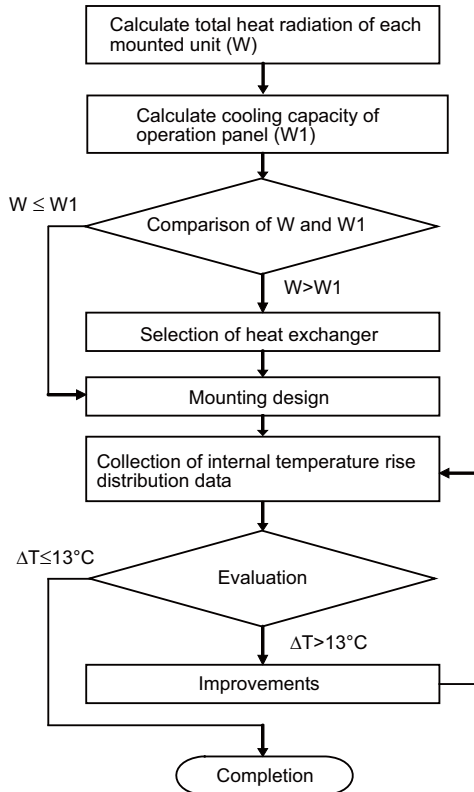 Calculate total heat radiation of each
mounted unit (W)
Calculate cooling capacity of
operation panel (W1)
W ≤ W1
Comparison of W and W1
W>W1
Selection of heat exchanger
Mounting design
Collection of internal temperature rise
distribution data
ΔT≤13°C
Evaluation
ΔT>13°C
Improvements
Completion